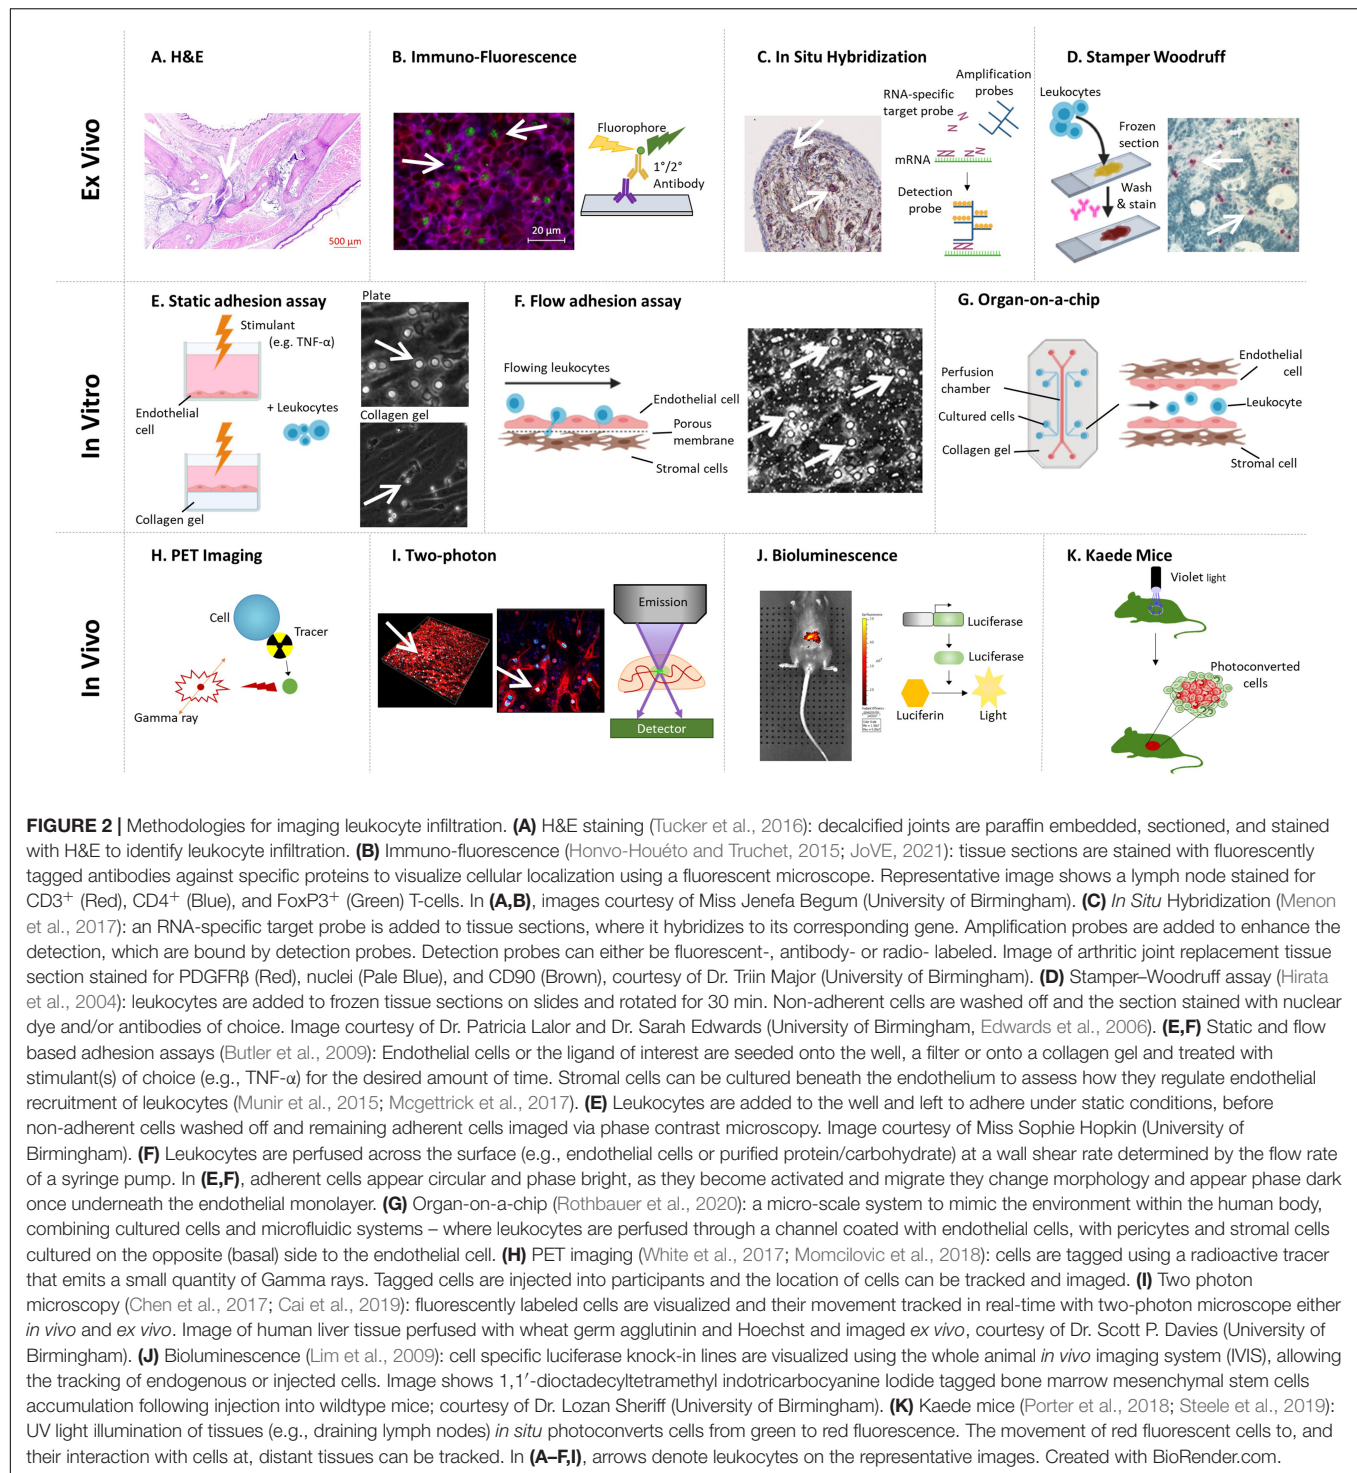 Ex Vivo
A. H&E
500 µm
B. Immuno-Fluorescence
20 µm
Fluorophore
1°/2°
Antibody
C. In Situ Hybridization
Amplification
probes
RNA-specific
target probe
mRNA
Detection
probe
D. Stamper Woodruff
Leukocytes
Frozen
section
Wash
& stain
In Vitro
E. Static adhesion assay
Stimulant
(e.g. TNF-α)
Endothelial
cell
+ Leukocytes
Collagen gel
Plate
Collagen gel
F. Flow adhesion assay
Flowing leukocytes
Endothelial cell
Porous
membrane
Stromal cells
G. Organ-on-a-chip
Perfusion
chamber
Cultured cells
Collagen gel
Endothelial
cell
Leukocyte
Stromal cell
In Vivo
H. PET Imaging
Cell
Tracer
Gamma ray
I. Two-photon
Emission
Detector
J. Bioluminescence
Luciferase
Luciferase
Luciferin
Light
K. Kaede Mice
Violet light
Photoconverted
cells
FIGURE 2 | Methodologies for imaging leukocyte infiltration. (A) H&E staining (Tucker et al., 2016): decalcified joints are paraffin embedded, sectioned, and stained
with H&E to identify leukocyte infiltration. (B) Immuno-fluorescence (Honvo-Houéto and Truchet, 2015; JoVE, 2021): tissue sections are stained with fluorescently
tagged antibodies against specific proteins to visualize cellular localization using a fluorescent microscope. Representative image shows a lymph node stained for
CD3+ (Red), CD4+ (Blue), and FoxP3+ (Green) T-cells. In (A,B), images courtesy of Miss Jenefa Begum (University of Birmingham). (C) In Situ Hybridization (Menon
et al., 2017): an RNA-specific target probe is added to tissue sections, where it hybridizes to its corresponding gene. Amplification probes are added to enhance the
detection, which are bound by detection probes. Detection probes can either be fluorescent-, antibody- or radio- labeled. Image of arthritic joint replacement tissue
section stained for PDGFRβ (Red), nuclei (Pale Blue), and CD90 (Brown), courtesy of Dr. Triin Major (University of Birmingham). (D) Stamper–Woodruff assay (Hirata
et al., 2004): leukocytes are added to frozen tissue sections on slides and rotated for 30 min. Non-adherent cells are washed off and the section stained with nuclear
dye and/or antibodies of choice. Image courtesy of Dr. Patricia Lalor and Dr. Sarah Edwards (University of Birmingham, Edwards et al., 2006). (E,F) Static and flow
based adhesion assays (Butler et al., 2009): Endothelial cells or the ligand of interest are seeded onto the well, a filter or onto a collagen gel and treated with
stimulant(s) of choice (e.g., TNF-α) for the desired amount of time. Stromal cells can be cultured beneath the endothelium to assess how they regulate endothelial
recruitment of leukocytes (Munir et al., 2015; Mcgettrick et al., 2017). (E) Leukocytes are added to the well and left to adhere under static conditions, before
non-adherent cells washed off and remaining adherent cells imaged via phase contrast microscopy. Image courtesy of Miss Sophie Hopkin (University of
Birmingham). (F) Leukocytes are perfused across the surface (e.g., endothelial cells or purified protein/carbohydrate) at a wall shear rate determined by the flow rate
of a syringe pump. In (E,F), adherent cells appear circular and phase bright, as they become activated and migrate they change morphology and appear phase dark
once underneath the endothelial monolayer. (G) Organ-on-a-chip (Rothbauer et al., 2020): a micro-scale system to mimic the environment within the human body,
combining cultured cells and microfluidic systems – where leukocytes are perfused through a channel coated with endothelial cells, with pericytes and stromal cells
cultured on the opposite (basal) side to the endothelial cell. (H) PET imaging (White et al., 2017; Momcilovic et al., 2018): cells are tagged using a radioactive tracer
that emits a small quantity of Gamma rays. Tagged cells are injected into participants and the location of cells can be tracked and imaged. (I) Two photon
microscopy (Chen et al., 2017; Cai et al., 2019): fluorescently labeled cells are visualized and their movement tracked in real-time with two-photon microscope either
in vivo and ex vivo. Image of human liver tissue perfused with wheat germ agglutinin and Hoechst and imaged ex vivo, courtesy of Dr. Scott P. Davies (University of
Birmingham). (J) Bioluminescence (Lim et al., 2009): cell specific luciferase knock-in lines are visualized using the whole animal in vivo imaging system (IVIS), allowing
the tracking of endogenous or injected cells. Image shows 1,1′-dioctadecyltetramethyl indotricarbocyanine Iodide tagged bone marrow mesenchymal stem cells
accumulation following injection into wildtype mice; courtesy of Dr. Lozan Sheriff (University of Birmingham). (K) Kaede mice (Porter et al., 2018; Steele et al., 2019):
UV light illumination of tissues (e.g., draining lymph nodes) in situ photoconverts cells from green to red fluorescence. The movement of red fluorescent cells to, and
their interaction with cells at, distant tissues can be tracked. In (A–F,I), arrows denote leukocytes on the representative images. Created with BioRender.com.